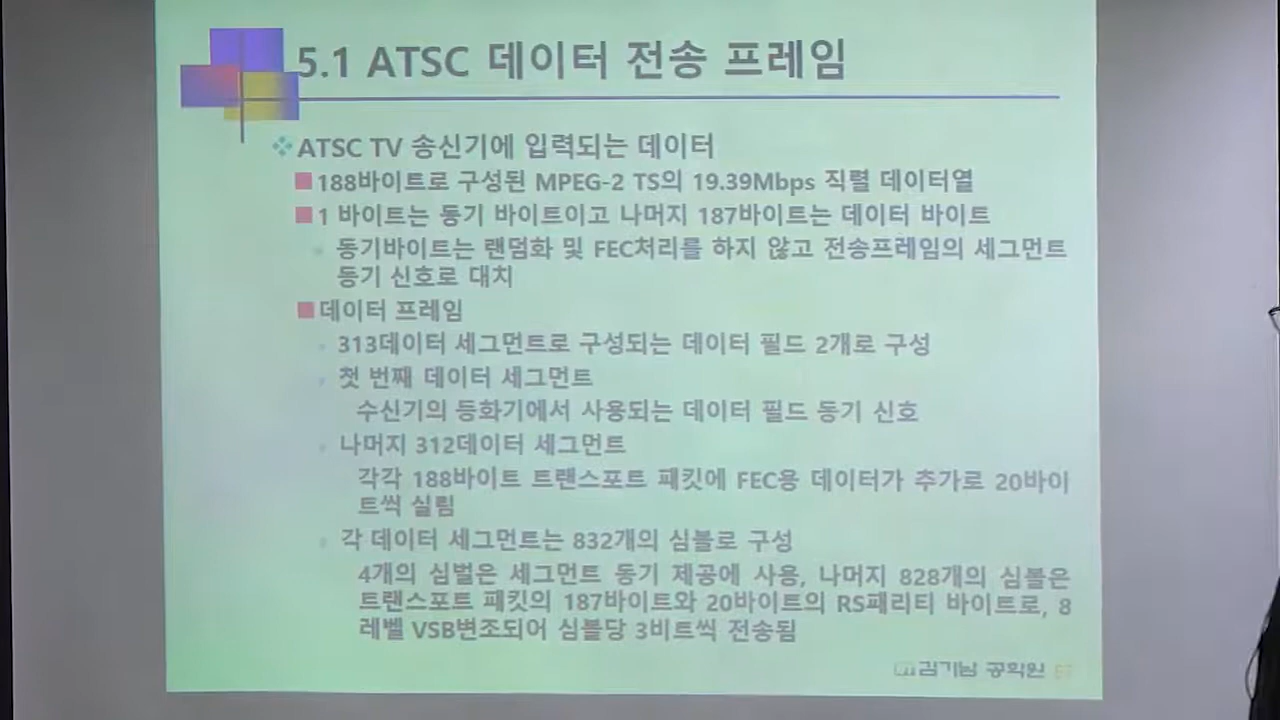 5.1 ATSC 데이터 전송 프레임
ATSC TV 송신기에 입력되는 데이터
188바이트로 구성된 MPEG-2 TS의 19.39Mbps 직렬 데이터열
1 바이트는 동기 바이트이고 나머지 187바이트는 데이터 바이트
동기바이트는 랜덤화 및 FEC처리를 하지 않고 전송프레임의 세그먼트
동기 신호로 대치
데이터 프레임
313데이터 세그먼트로 구성되는 데이터 필드 2개로 구성
첫 번째 데이터 세그먼트
수신기의 등화기에서 사용되는 데이터 필드 동기 신호
나머지 312데이터 세그먼트
각각 188바이트 트랜스포트 패킷에 FEC용 데이터가 추가로 20바이
트씩 실림
각 데이터 세그먼트는 832개의 심볼로 구성
4개의 심벌은 세그먼트 동기 제공에 사용, 나머지 828개의 심볼은
트랜스포트 패킷의 187바이트와 20바이트의 RS패리티 바이트로, 8
레벨 VSB변조되어 심볼당 3비트씩 전송됨
김기남 공학원